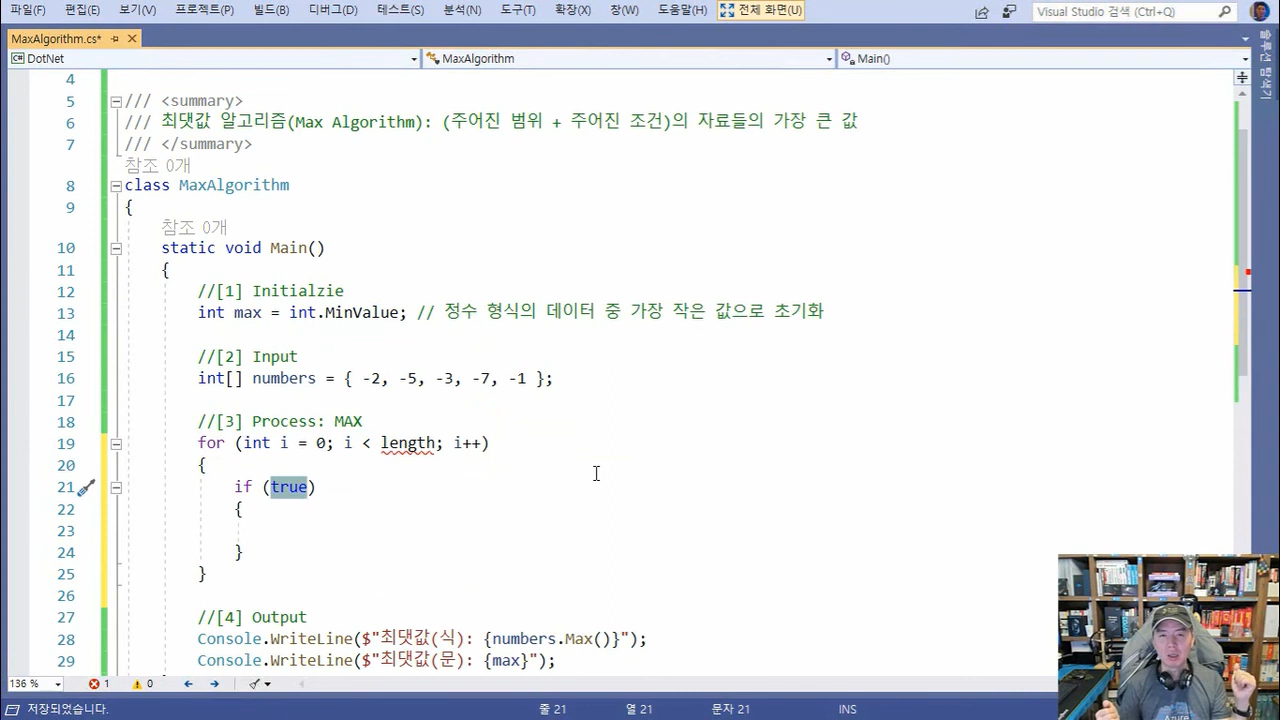 파일(F) 편집(E) 보기(V) 프로젝트(P) 빌드(B) 디버그(D) 테스트(S) 분석(N) 도구(T) 확장(X) 창(W) 도움말(H) 전체 화면(U) Visual Studio 검색 (Ctrl+Q)
MaxAlgorithm.cs*
솔루션 탐색기
C# DotNet MaxAlgorithm Main()
4
5 /// <summary>
6 /// 최댓값 알고리즘(Max Algorithm): (주어진 범위 + 주어진 조건)의 자료들의 가장 큰 값
7 /// </summary>
참조 0개
8 class MaxAlgorithm
9 {
참조 0개
10 static void Main()
11 {
12 //[1] Initialzie
13 int max = int.MinValue; // 정수 형식의 데이터 중 가장 작은 값으로 초기화
14
15 //[2] Input
16 int[] numbers = { -2, -5, -3, -7, -1 };
17
18 //[3] Process: MAX
19 for (int i = 0; i < length; i++)
20 {
21 if (true)
22 {
23
24 }
25 }
26
27 //[4] Output
28 Console.WriteLine($"최댓값(식): {numbers.Max()}");
29 Console.WriteLine($"최댓값(문): {max}");
136 % 1 0
저장되었습니다. 줄 21 열 21 문자 21 INS
Azure